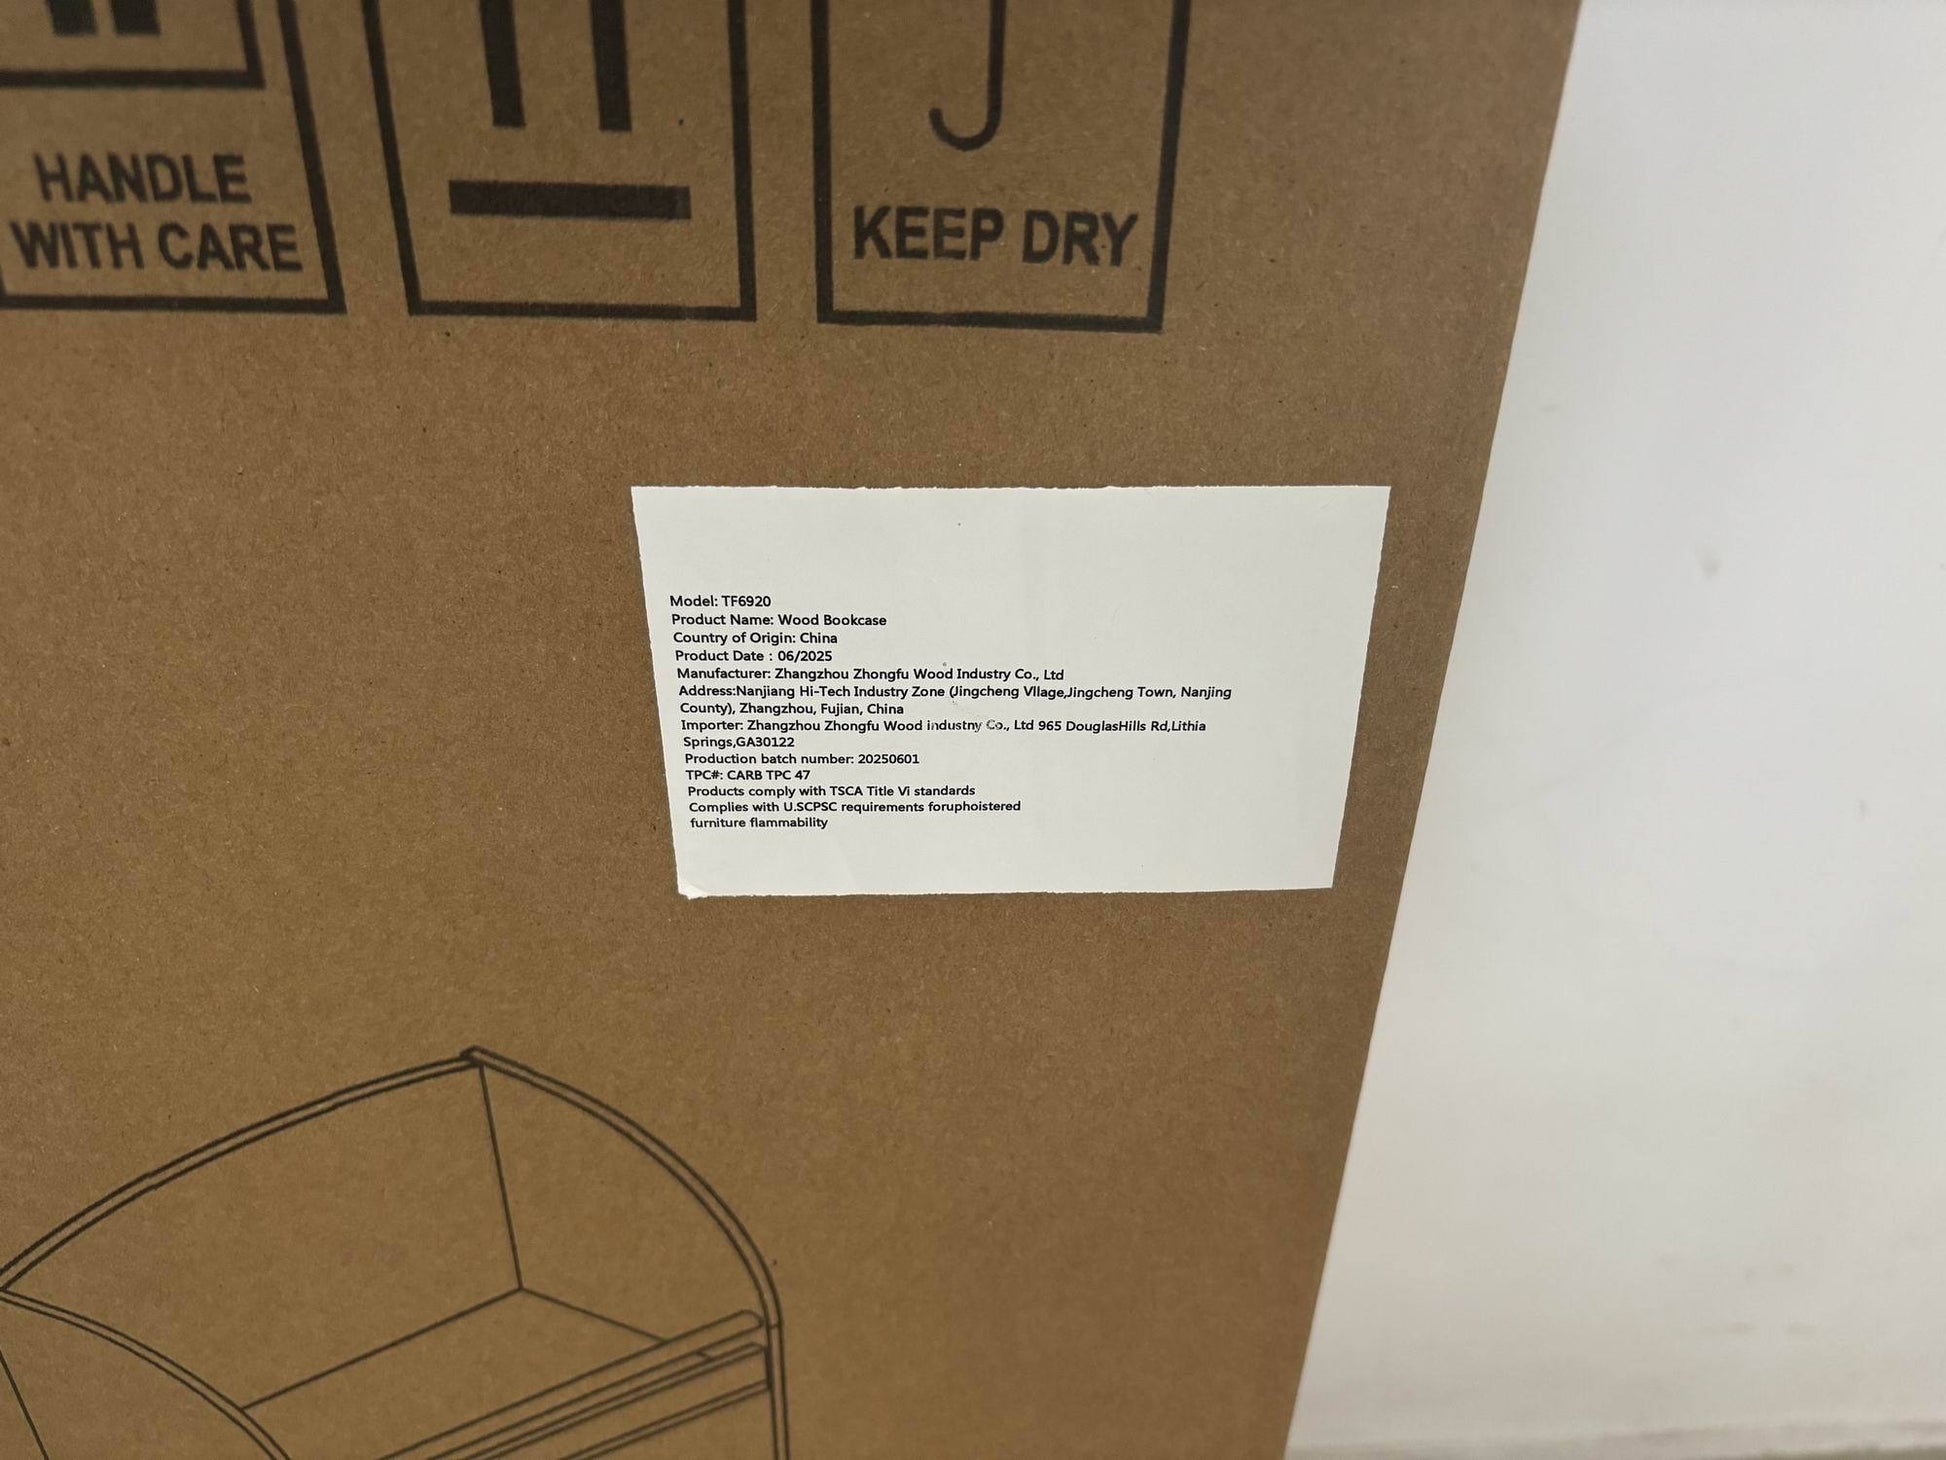 HANDLE
WITH CARE
KEEP DRY
Model: TF6920
Product Name: Wood Bookcase
Country of Origin: China
Product Date : 06/2025
Manufacturer: Zhangzhou Zhongfu Wood Industry Co., Ltd
Address:Nanjiang Hi-Tech Industry Zone (Jingcheng Vllage,Jingcheng Town, Nanjing
County), Zhangzhou, Fujian, China
Importer: Zhangzhou Zhongfu Wood industny Co., Ltd 965 DouglasHills Rd,Lithia
Springs,GA30122
Production batch number: 20250601
TPC#: CARB TPC 47
Products comply with TSCA Title Vi standards
Complies with U.SCPSC requirements foruphoistered
furniture flammability